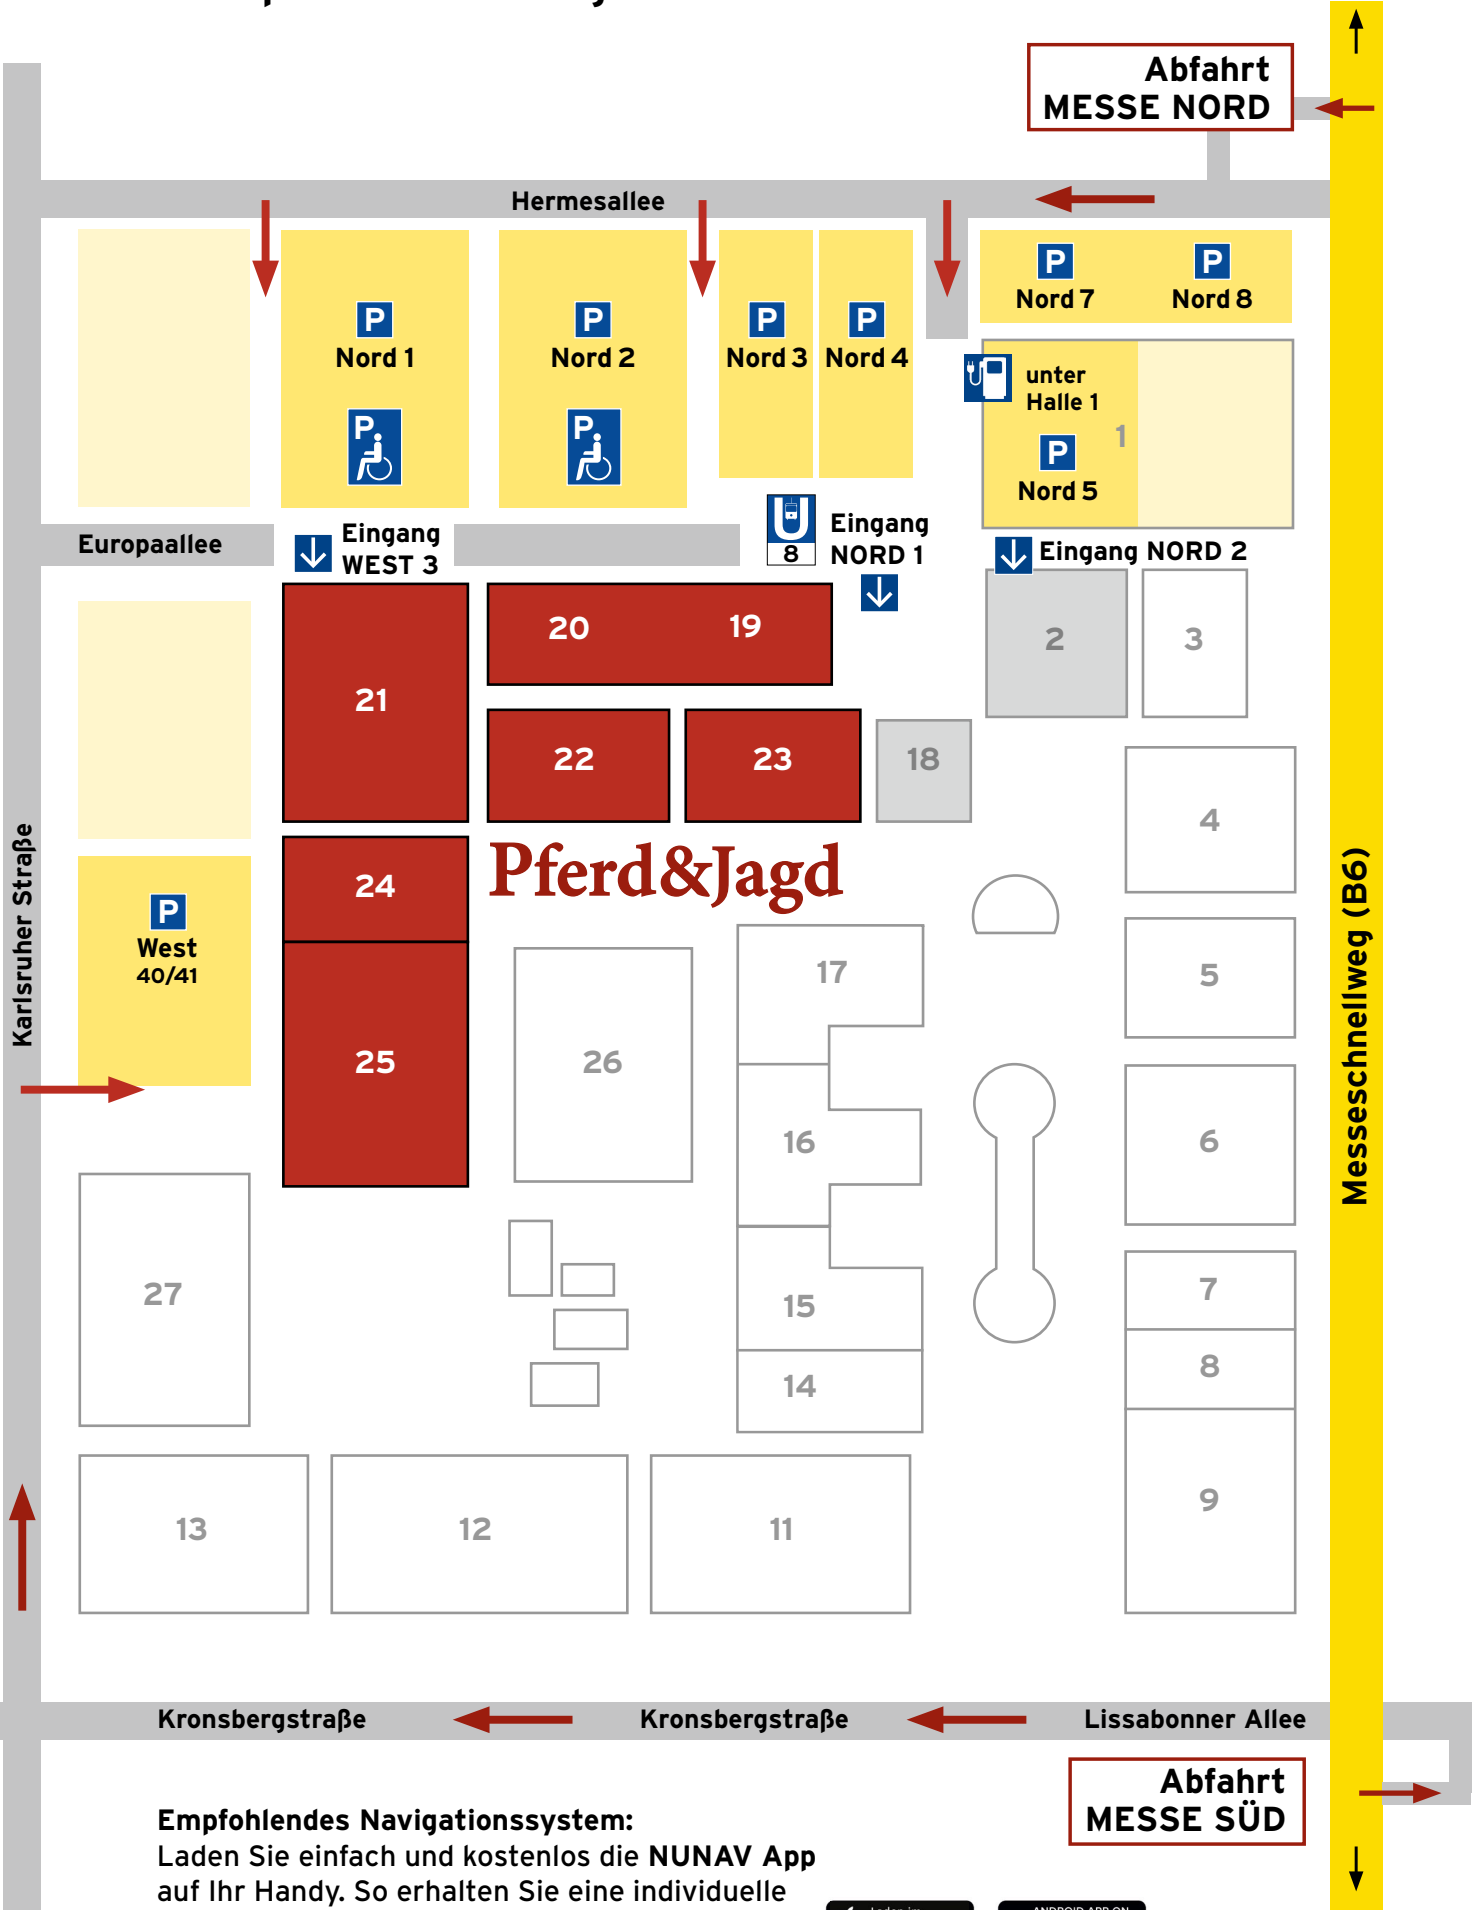 Abfahrt
MESSE NORD
Hermesallee
P
Nord 7
P
Nord 8
P
Nord 1
P
Nord 2
P
Nord 3
P
Nord 4
P
P
unter
Halle 1
1
P
Nord 5
Europaallee
Eingang
WEST 3
U
8
Eingang
NORD 1
Eingang NORD 2
20
19
21
2
3
22
23
18
4
Pferd&Jagd
24
P
West
40/41
17
5
25
26
16
6
Karlsruher Straße
Messeschnellweg (B6)
27
15
7
14
8
9
13
12
11
Kronsbergstraße
Kronsbergstraße
Lissabonner Allee
Abfahrt
MESSE SÜD
Empfohlendes Navigationssystem:
Laden Sie einfach und kostenlos die NUNAV App
auf Ihr Handy. So erhalten Sie eine individuelle